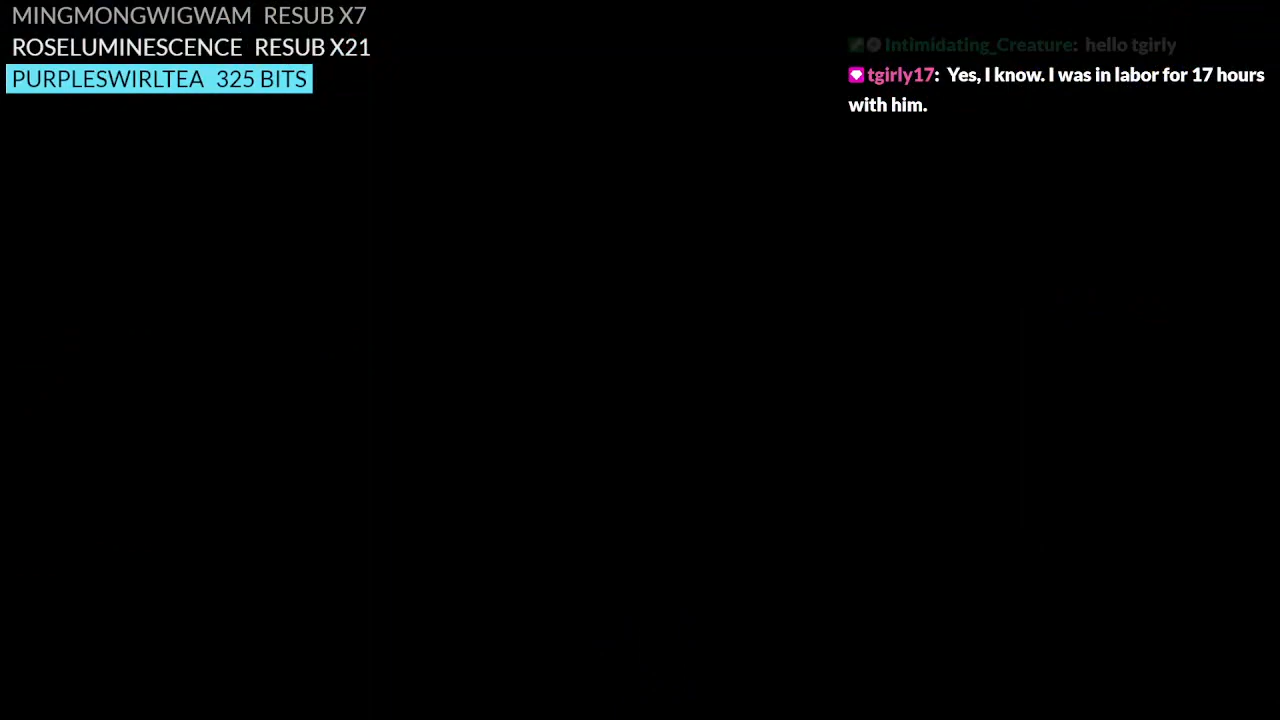 MINGMONGWIGWAM RESUB X7
ROSELUMINESCENCE RESUB X21
PURPLESWIRLTEA 325 BITS
Intimidating_Creature: hello tgirly
tgirly17: Yes, I know. I was in labor for 17 hours
with him.